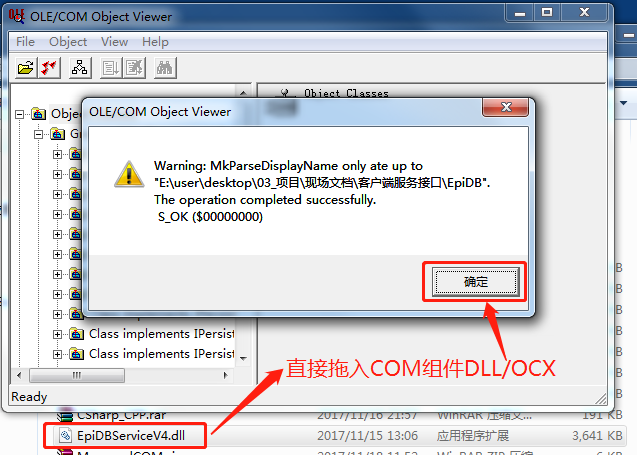 OLE/COM Object Viewer
File Object View Help
Object Classes
Objec
Gr
OLE/COM Object Viewer
Warning: MkParseDisplayName only ate up to
"E:\user\desktop\03_项目\现场文档\客户端服务接口\EpiDB".
The operation completed successfully.
S_OK ($00000000)
确定
Class implements IPersist
Class implements IPersist
直接拖入COM组件DLL/OCX
Ready
CSharp_CPP.rar 2017/11/16 21:57 WinRAR 压缩文... 191 KB
EpiDBServiceV4.dll 2017/11/15 13:06 应用程序扩展 3,641 KB